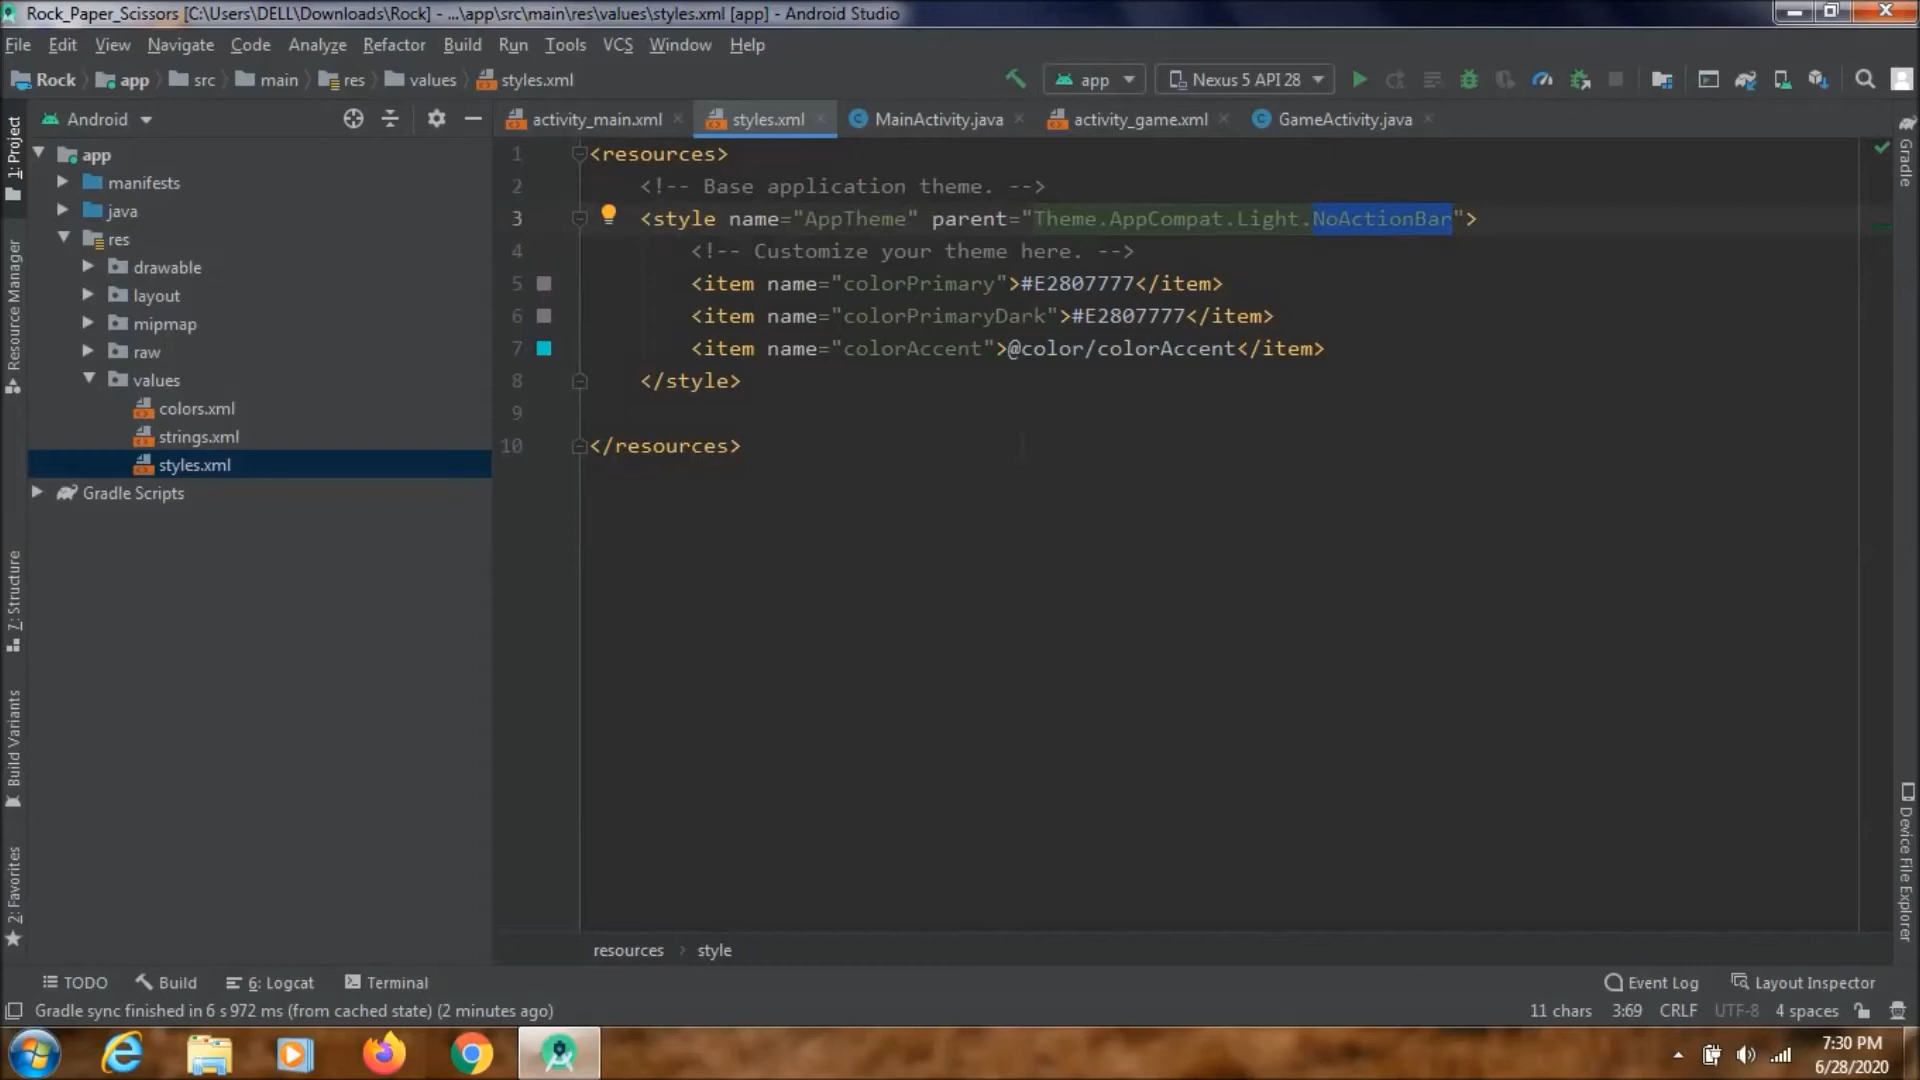 Rock_Paper_Scissors [C:\Users\DELL\Downloads\Rock] - ...\app\src\main\res\values\styles.xml [app] - Android Studio
File Edit View Navigate Code Analyze Refactor Build Run Tools VCS Window Help
Rock app src main res values styles.xml
app Nexus 5 API 28
Android
activity_main.xml styles.xml MainActivity.java activity_game.xml GameActivity.java
1: Project
Resource Manager
7: Structure
Build Variants
2: Favorites
app
manifests
java
res
drawable
layout
mipmap
raw
values
colors.xml
strings.xml
styles.xml
Gradle Scripts
1 <resources>
2 <!-- Base application theme. -->
3 <style name="AppTheme" parent="Theme.AppCompat.Light.NoActionBar">
4 <!-- Customize your theme here. -->
5 <item name="colorPrimary">#E2807777</item>
6 <item name="colorPrimaryDark">#E2807777</item>
7 <item name="colorAccent">@color/colorAccent</item>
8 </style>
9
10 </resources>
Gradle
Device File Explorer
resources style
TODO Build 6: Logcat Terminal Event Log Layout Inspector
Gradle sync finished in 6 s 972 ms (from cached state) (2 minutes ago) 11 chars 3:69 CRLF UTF-8 4 spaces
7:30 PM
6/28/2020